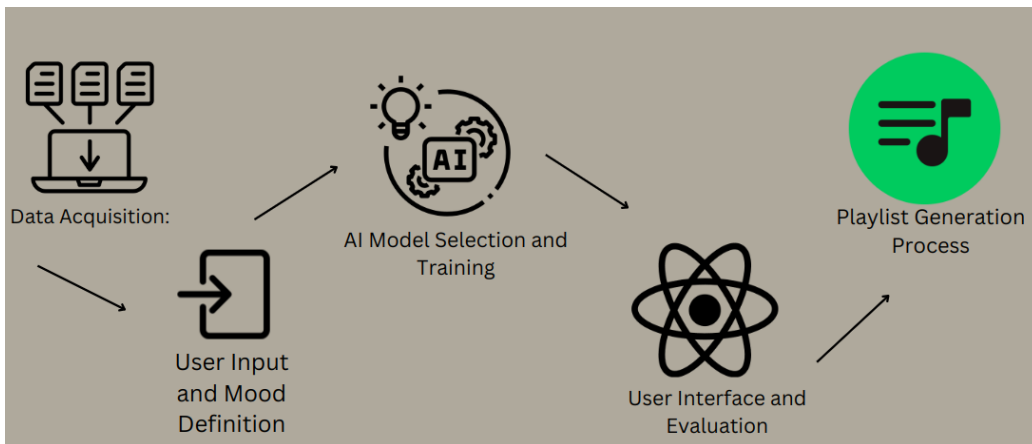 Data Acquisition:
User Input
and Mood
Definition
AI
AI Model Selection and
Training
User Interface and
Evaluation
Playlist Generation
Process